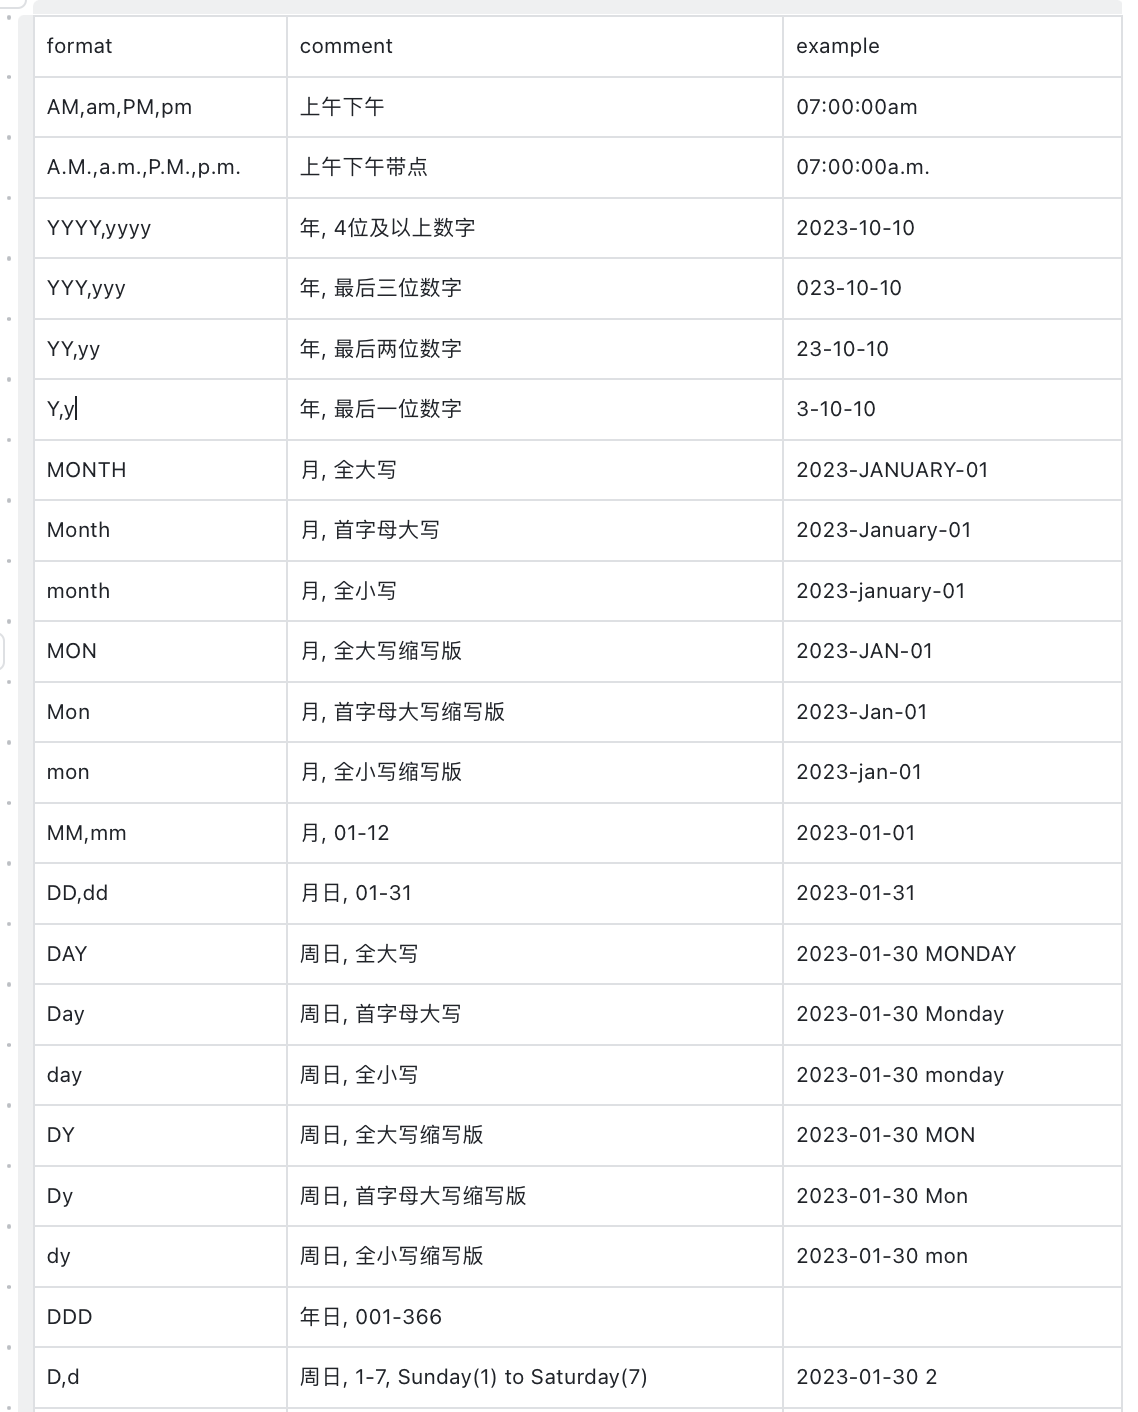 format comment example
AM,am,PM,pm 上午下午 07:00:00am
A.M.,a.m.,P.M.,p.m. 上午下午带点 07:00:00a.m.
YYYY,yyyy 年, 4位及以上数字 2023-10-10
YYY,yyy 年, 最后三位数字 023-10-10
YY,yy 年, 最后两位数字 23-10-10
Y,y 年, 最后一位数字 3-10-10
MONTH 月, 全大写 2023-JANUARY-01
Month 月, 首字母大写 2023-January-01
month 月, 全小写 2023-january-01
MON 月, 全大写缩写版 2023-JAN-01
Mon 月, 首字母大写缩写版 2023-Jan-01
mon 月, 全小写缩写版 2023-jan-01
MM,mm 月, 01-12 2023-01-01
DD,dd 月日, 01-31 2023-01-31
DAY 周日, 全大写 2023-01-30 MONDAY
Day 周日, 首字母大写 2023-01-30 Monday
day 周日, 全小写 2023-01-30 monday
DY 周日, 全大写缩写版 2023-01-30 MON
Dy 周日, 首字母大写缩写版 2023-01-30 Mon
dy 周日, 全小写缩写版 2023-01-30 mon
DDD 年日, 001-366
D,d 周日, 1-7, Sunday(1) to Saturday(7) 2023-01-30 2